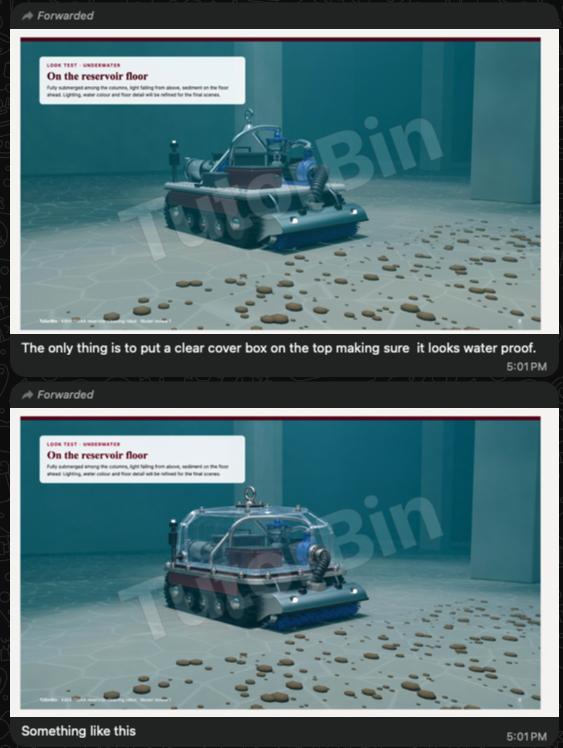 Forwarded
LOOK TEST - UNDERWATER
On the reservoir floor
Fully submerged among the columns, light falling from above, sediment on the floor
ahead. Lighting, water colour and floor detail will be refined for the final scenes.
TutorBin
The only thing is to put a clear cover box on the top making sure it looks water proof.
5:01 PM
Forwarded
LOOK TEST - UNDERWATER
On the reservoir floor
Fully submerged among the columns, light falling from above, sediment on the floor
ahead. Lighting, water colour and floor detail will be refined for the final scenes.
TutorBin
Something like this
5:01 PM